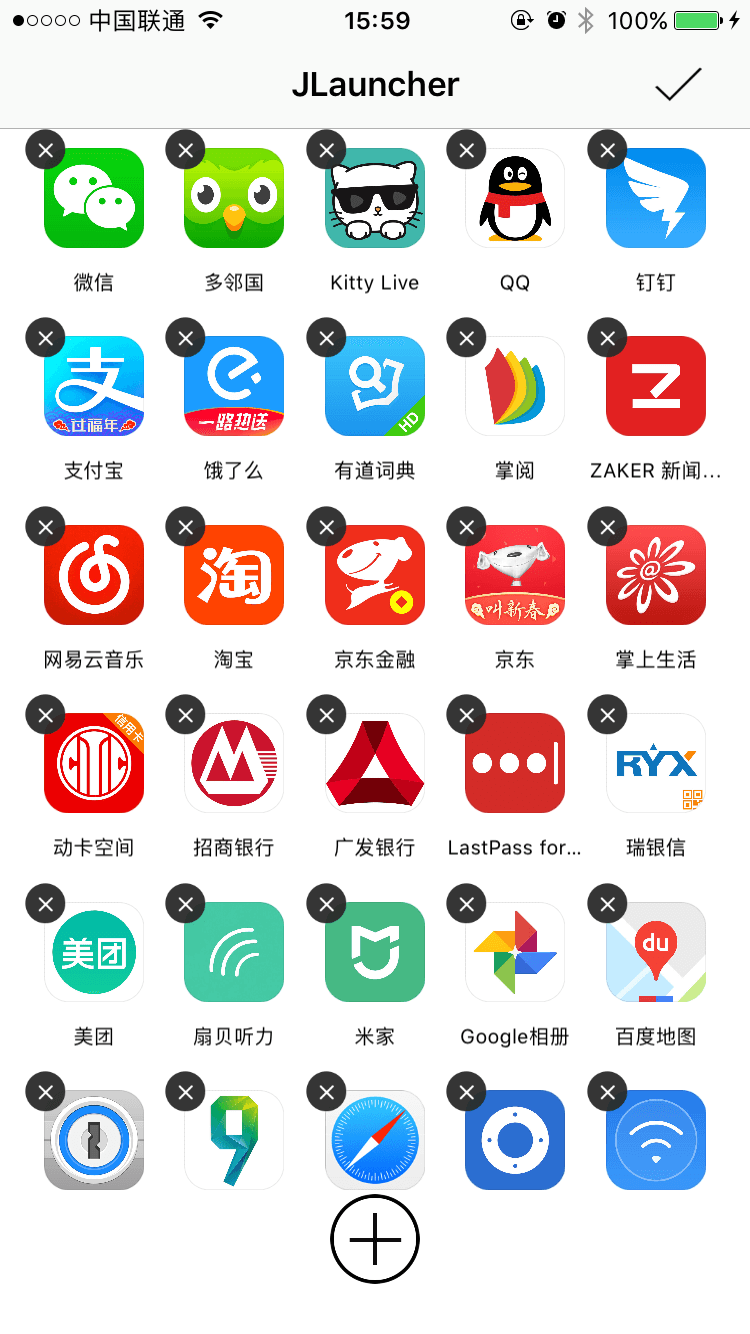 中国联通
15:59
100%
JLauncher
微信
多邻国
Kitty Live
QQ
钉钉
支
过福年
e
一路热送
HD
支付宝
饿了么
有道词典
掌阅
ZAKER 新闻…
淘
叫新春
@
网易云音乐
淘宝
京东金融
京东
掌上生活
信用卡
RYX
动卡空间
招商银行
广发银行
LastPass for...
瑞银信
美团
du
美团
扇贝听力
米家
Google相册
百度地图
9